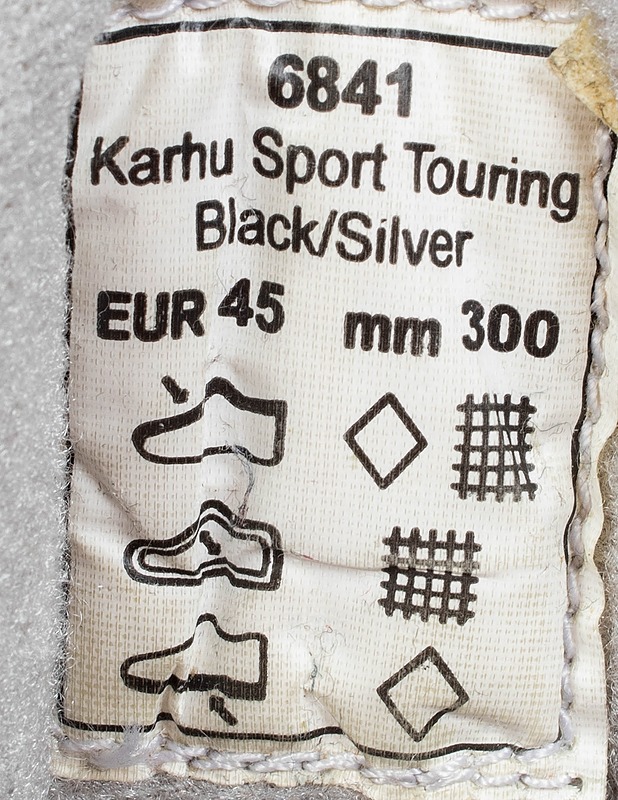 6841
Karhu Sport Touring
Black/Silver
EUR 45 mm 300